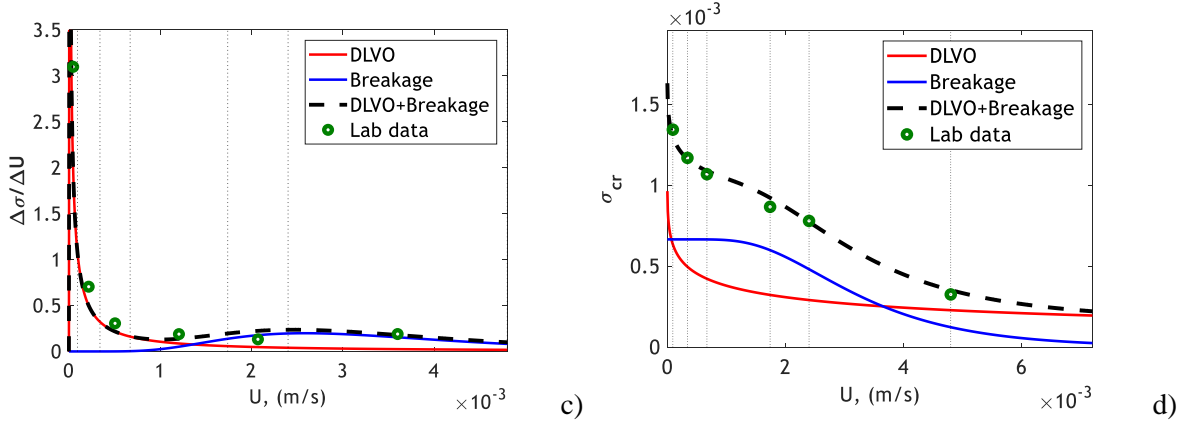 3.5
3
2.5
2
1.5
1
0.5
0
Δσ/ΔU
DLVO
Breakage
DLVO+Breakage
Lab data
0 1 2 3 4
U, (m/s)
×10⁻³
c)
×10⁻³
1.5
1
0.5
0
σcr
DLVO
Breakage
DLVO+Breakage
Lab data
0 2 4 6
U, (m/s)
×10⁻³
d)